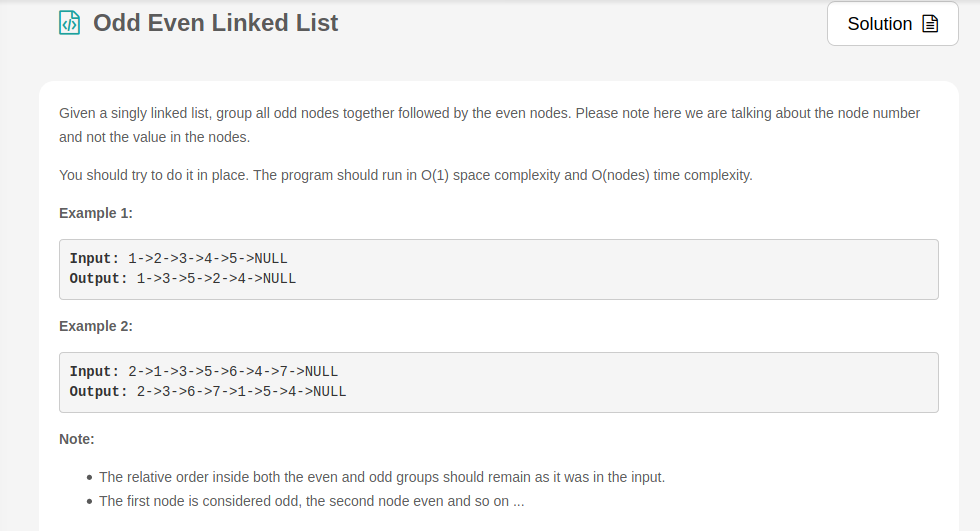 Odd Even Linked List
Solution
Given a singly linked list, group all odd nodes together followed by the even nodes. Please note here we are talking about the node number
and not the value in the nodes.
You should try to do it in place. The program should run in O(1) space complexity and O(nodes) time complexity.
Example 1:
Input: 1->2->3->4->5->NULL
Output: 1->3->5->2->4->NULL
Example 2:
Input: 2->1->3->5->6->4->7->NULL
Output: 2->3->6->7->1->5->4->NULL
Note:
• The relative order inside both the even and odd groups should remain as it was in the input.
• The first node is considered odd, the second node even and so on ...